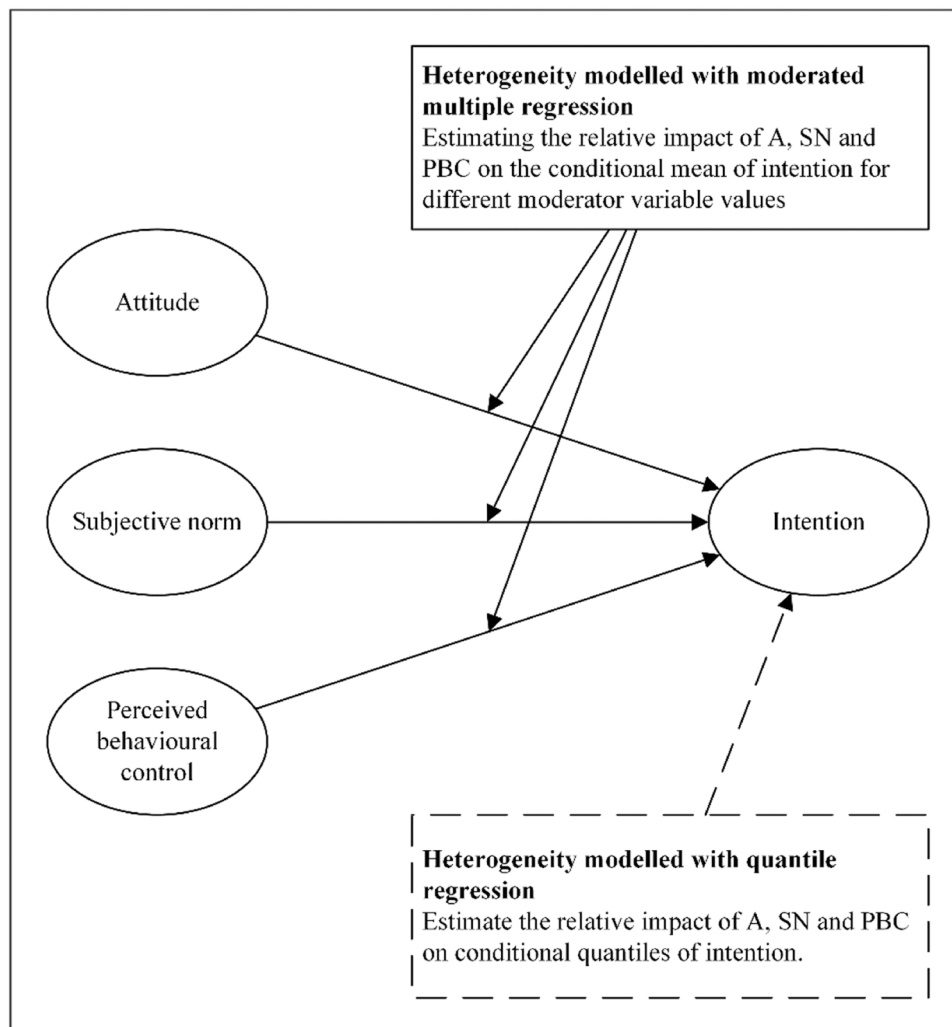 Heterogeneity modelled with moderated
multiple regression
Estimating the relative impact of A, SN and
PBC on the conditional mean of intention for
different moderator variable values
Attitude
Subjective norm
Intention
Perceived
behavioural
control
Heterogeneity modelled with quantile
regression
Estimate the relative impact of A, SN and PBC
on conditional quantiles of intention.